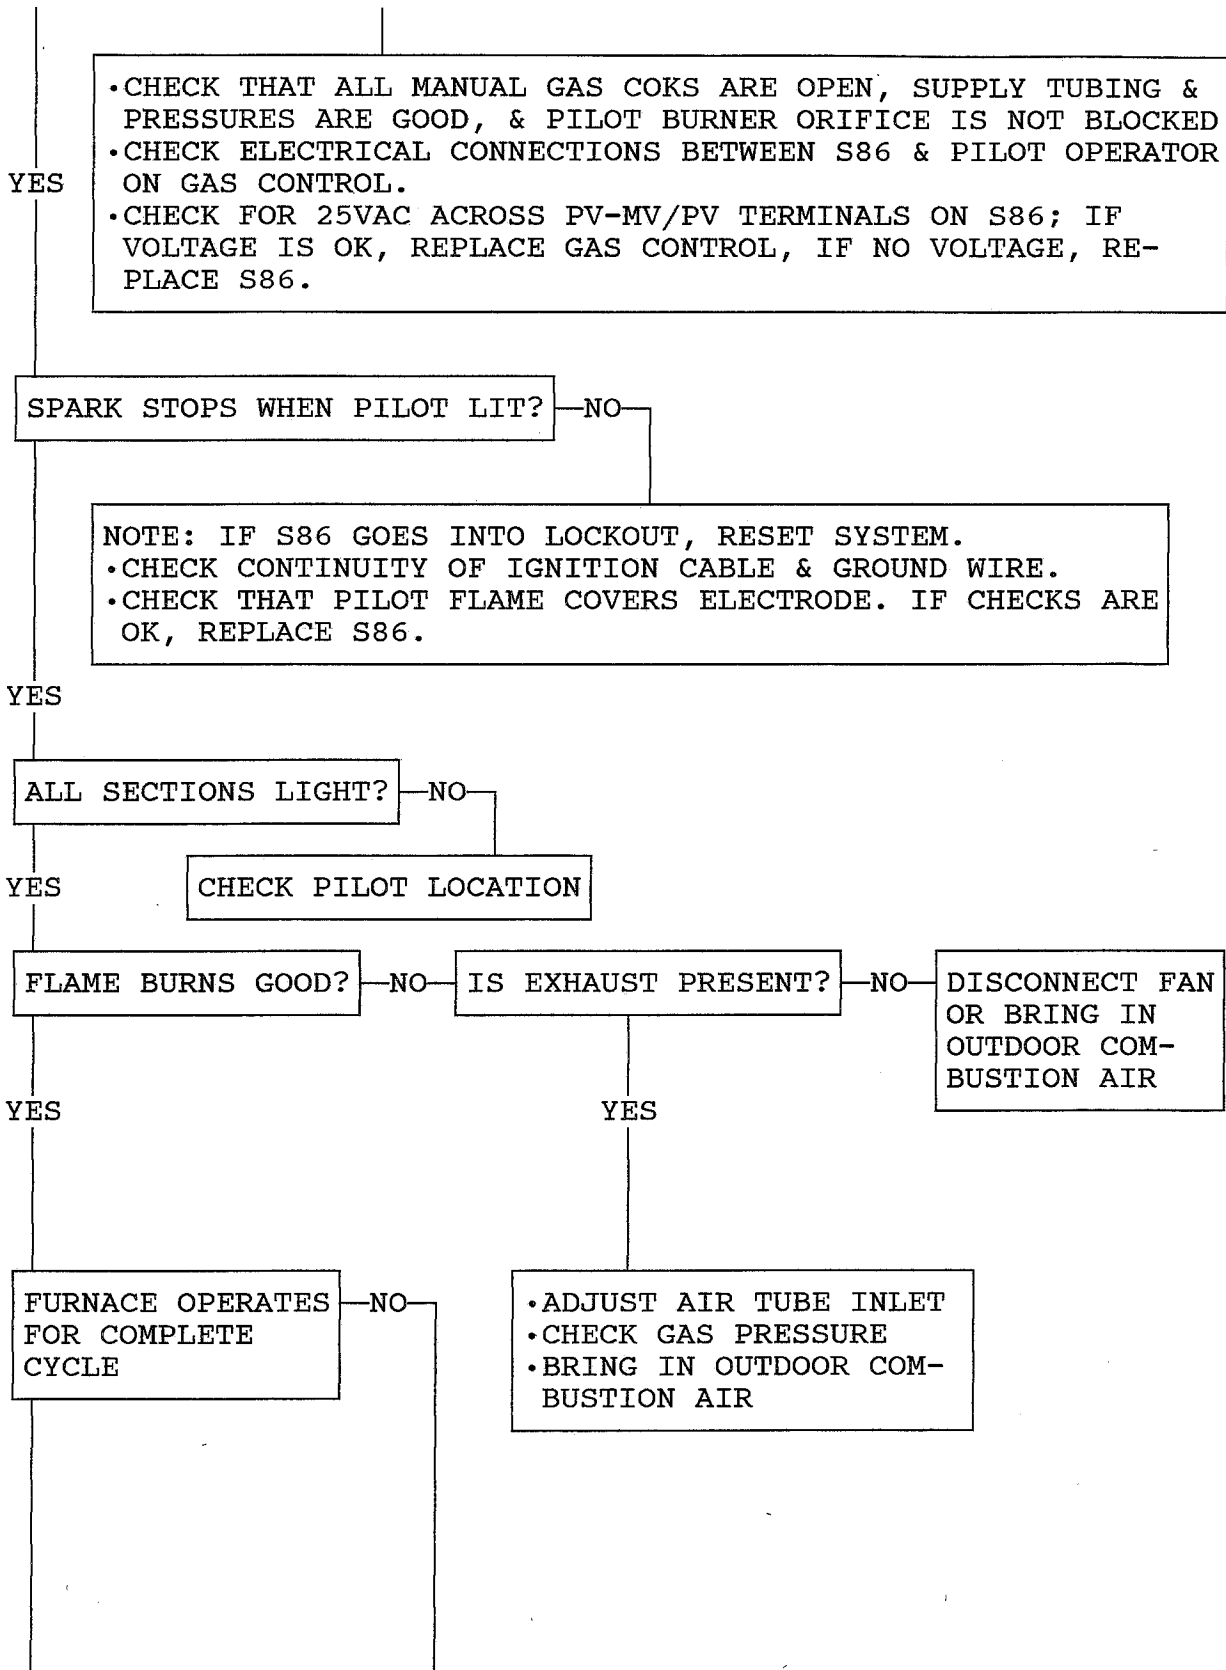 •CHECK THAT ALL MANUAL GAS COKS ARE OPEN, SUPPLY TUBING &
PRESSURES ARE GOOD, & PILOT BURNER ORIFICE IS NOT BLOCKED
•CHECK ELECTRICAL CONNECTIONS BETWEEN S86 & PILOT OPERATOR
ON GAS CONTROL.
•CHECK FOR 25VAC ACROSS PV-MV/PV TERMINALS ON S86; IF
VOLTAGE IS OK, REPLACE GAS CONTROL, IF NO VOLTAGE, RE-
PLACE S86.
YES
SPARK STOPS WHEN PILOT LIT?
NO
NOTE: IF S86 GOES INTO LOCKOUT, RESET SYSTEM.
•CHECK CONTINUITY OF IGNITION CABLE & GROUND WIRE.
•CHECK THAT PILOT FLAME COVERS ELECTRODE. IF CHECKS ARE
OK, REPLACE S86.
YES
ALL SECTIONS LIGHT?
NO
CHECK PILOT LOCATION
YES
FLAME BURNS GOOD?
NO
IS EXHAUST PRESENT?
NO
DISCONNECT FAN
OR BRING IN
OUTDOOR COM-
BUSTION AIR
YES
YES
FURNACE OPERATES
FOR COMPLETE
CYCLE
NO
•ADJUST AIR TUBE INLET
•CHECK GAS PRESSURE
•BRING IN OUTDOOR COM-
BUSTION AIR